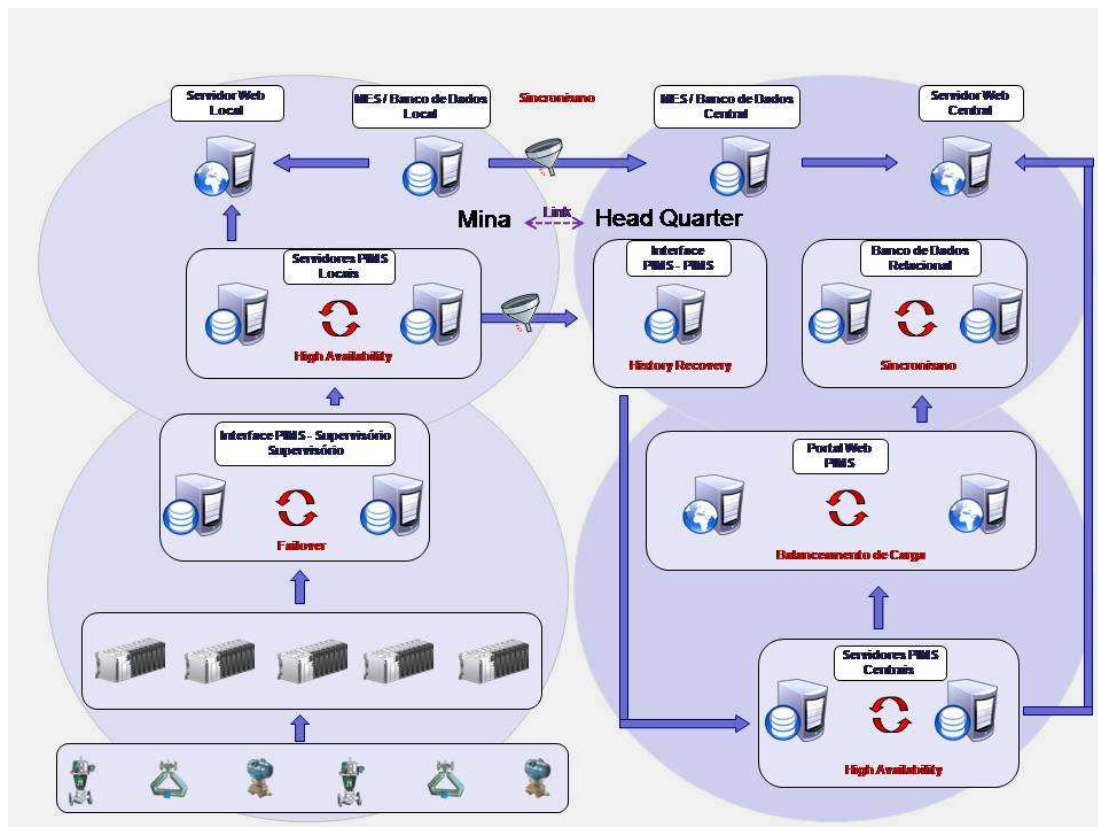 Servidor Web
Local
MES / Banco de Dados
Local
Sincronismo
MES / Banco de Dados
Central
Servidor Web
Central
Mina
Link
Head Quarter
Servidores PIMS
Locais
High Availability
Interface
PIMS - PIMS
History Recovery
Banco de Dados
Relacional
Sincronismo
Interface PIMS - Supervisório
Supervisório
Failover
Portal Web
PIMS
Balanceamento de Carga
Servidores PIMS
Centrais
High Availability